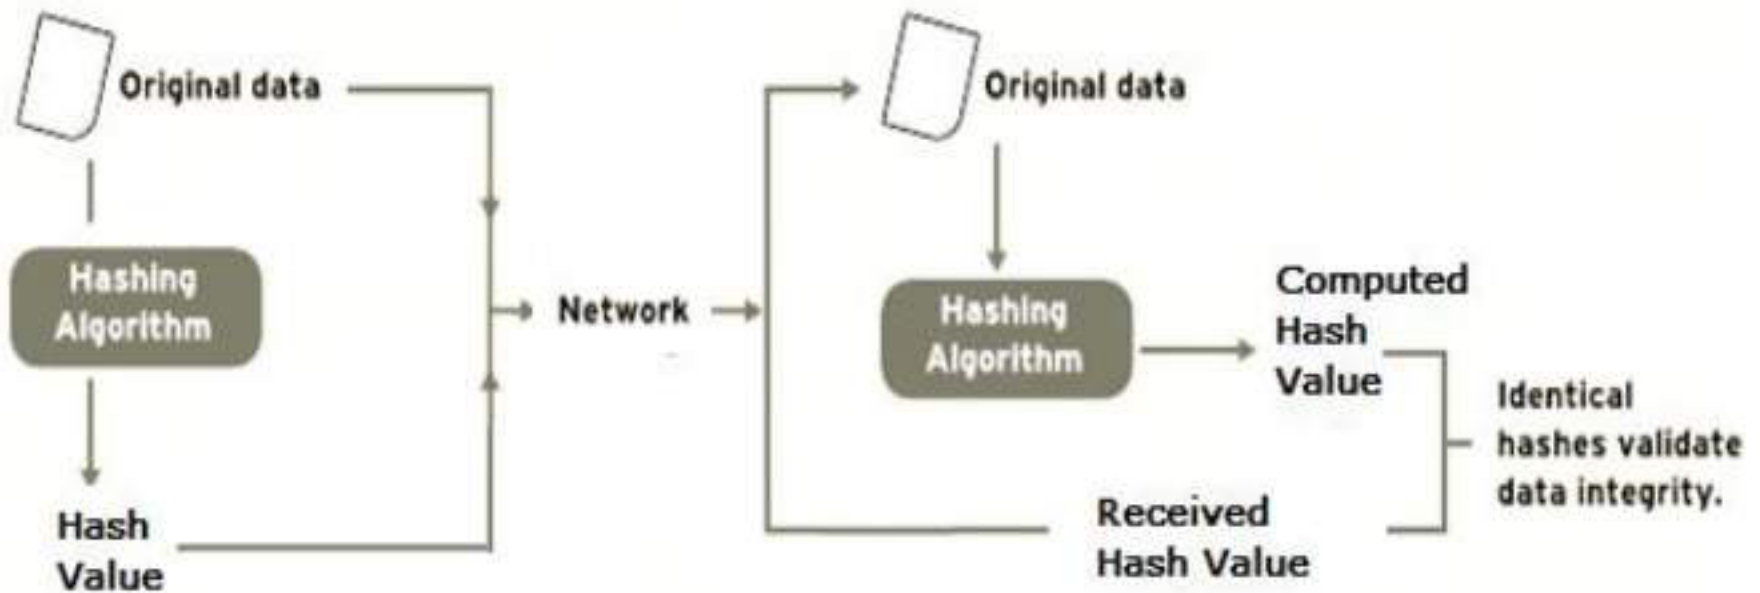 Original data
Hashing
Algorithm
Hash
Value
Network
Original data
Hashing
Algorithm
Computed
Hash
Value
Received
Hash Value
Identical
hashes validate
data integrity.